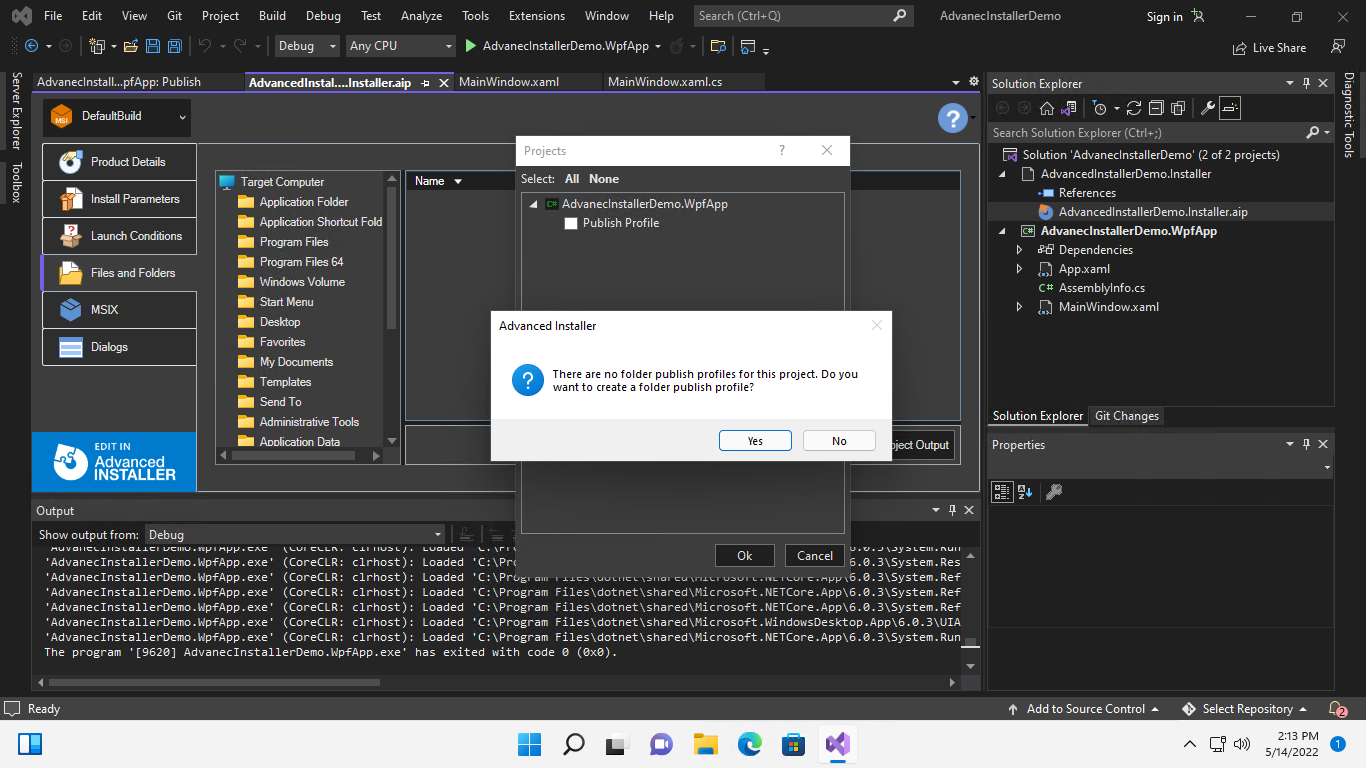 File Edit View Git Project Build Debug Test Analyze Tools Extensions Window Help Search (Ctrl+Q) AdvanecInstallerDemo Sign in
Debug Any CPU AdvanecInstallerDemo.WpfApp Live Share
Server Explorer
Toolbox
AdvanecInstall...pfApp: Publish AdvancedInstal....Installer.aip MainWindow.xaml MainWindow.xaml.cs
MSI DefaultBuild
Product Details
Install Parameters
Launch Conditions
Files and Folders
MSIX
Dialogs
EDIT IN
Advanced
INSTALLER
Target Computer
Application Folder
Application Shortcut Fold
Program Files
Program Files 64
Windows Volume
Start Menu
Desktop
Favorites
My Documents
Templates
Send To
Administrative Tools
Application Data
Name
Projects ?
Select: All None
AdvanecInstallerDemo.WpfApp
Publish Profile
Advanced Installer
There are no folder publish profiles for this project. Do you
want to create a folder publish profile?
Yes No
Project Output
Ok Cancel
Output
Show output from: Debug
'AdvanecInstallerDemo.WpfApp.exe' (CoreCLR: clrhost): Loaded 'C:\Pro 6.0.3\System.Run
'AdvanecInstallerDemo.WpfApp.exe' (CoreCLR: clrhost): Loaded 'C:\Pro 6.0.3\System.Res
'AdvanecInstallerDemo.WpfApp.exe' (CoreCLR: clrhost): Loaded 'C:\Program Files\dotnet\shared\Microsoft.NETCore.App\6.0.3\System.Ref
'AdvanecInstallerDemo.WpfApp.exe' (CoreCLR: clrhost): Loaded 'C:\Program Files\dotnet\shared\Microsoft.NETCore.App\6.0.3\System.Ref
'AdvanecInstallerDemo.WpfApp.exe' (CoreCLR: clrhost): Loaded 'C:\Program Files\dotnet\shared\Microsoft.NETCore.App\6.0.3\System.Ref
'AdvanecInstallerDemo.WpfApp.exe' (CoreCLR: clrhost): Loaded 'C:\Program Files\dotnet\shared\Microsoft.WindowsDesktop.App\6.0.3\UIA
'AdvanecInstallerDemo.WpfApp.exe' (CoreCLR: clrhost): Loaded 'C:\Program Files\dotnet\shared\Microsoft.NETCore.App\6.0.3\System.Run
The program '[9620] AdvanecInstallerDemo.WpfApp.exe' has exited with code 0 (0x0).
Solution Explorer
Search Solution Explorer (Ctrl+;)
Solution 'AdvanecInstallerDemo' (2 of 2 projects)
AdvancedInstallerDemo.Installer
References
AdvancedInstallerDemo.Installer.aip
C# AdvanecInstallerDemo.WpfApp
Dependencies
App.xaml
C# AssemblyInfo.cs
MainWindow.xaml
Solution Explorer Git Changes
Properties
Diagnostic Tools
Ready Add to Source Control Select Repository 2
2:13 PM
5/14/2022 1